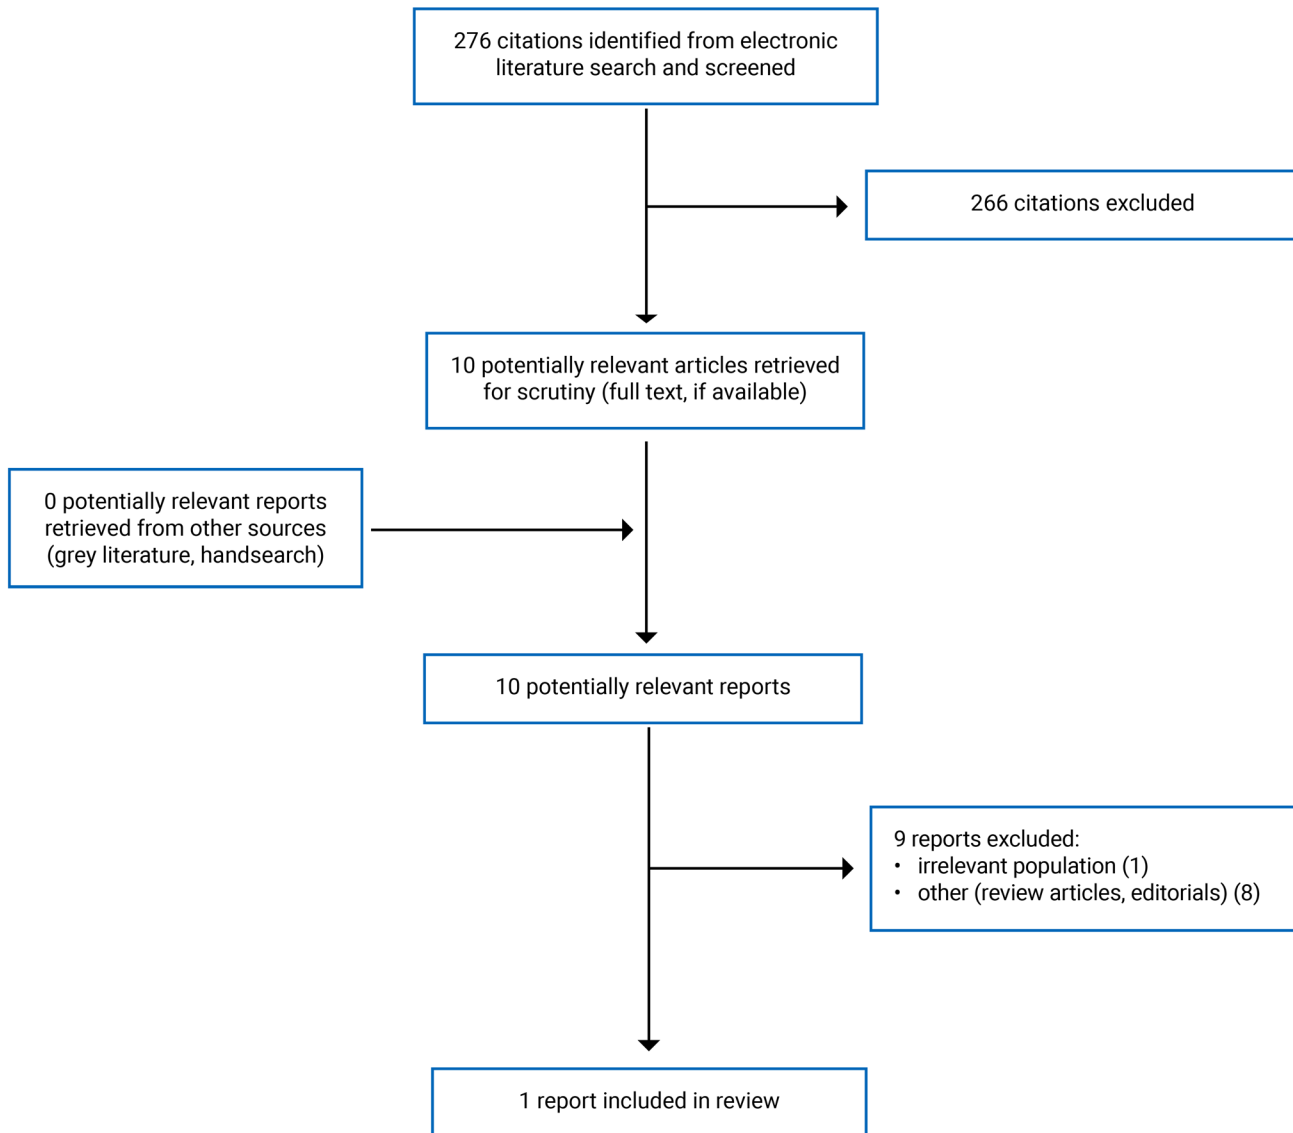 276 citations identified from electronic
literature search and screened
266 citations excluded
10 potentially relevant articles retrieved
for scrutiny (full text, if available)
0 potentially relevant reports
retrieved from other sources
(grey literature, handsearch)
10 potentially relevant reports
9 reports excluded:
• irrelevant population (1)
• other (review articles, editorials) (8)
1 report included in review